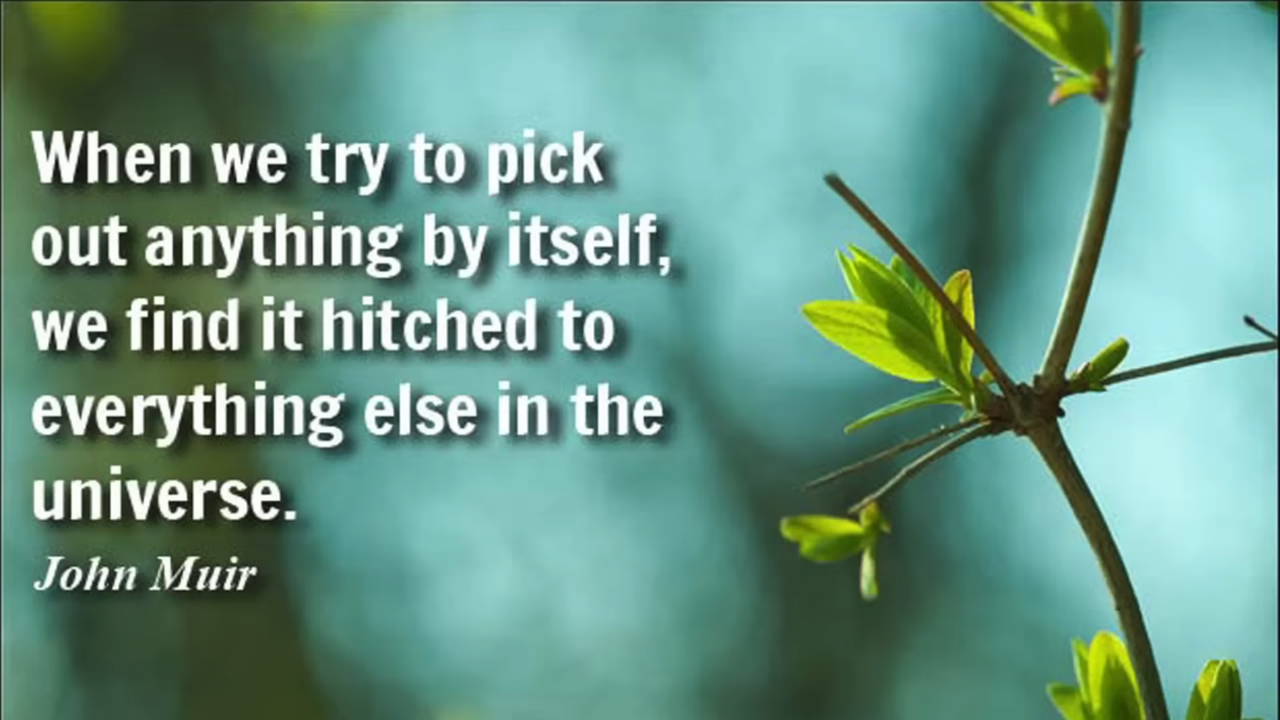 When we try to pick
out anything by itself,
we find it hitched to
everything else in the
universe.
John Muir